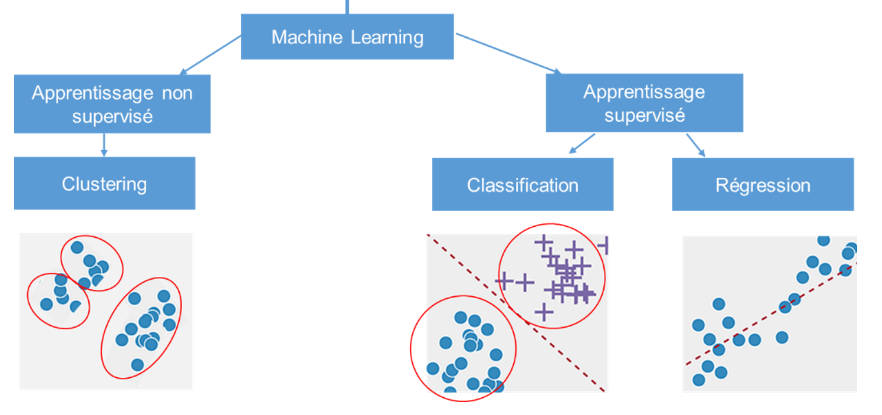 Machine Learning
Apprentissage non
supervisé
Apprentissage
supervisé
Clustering
Classification
Régression